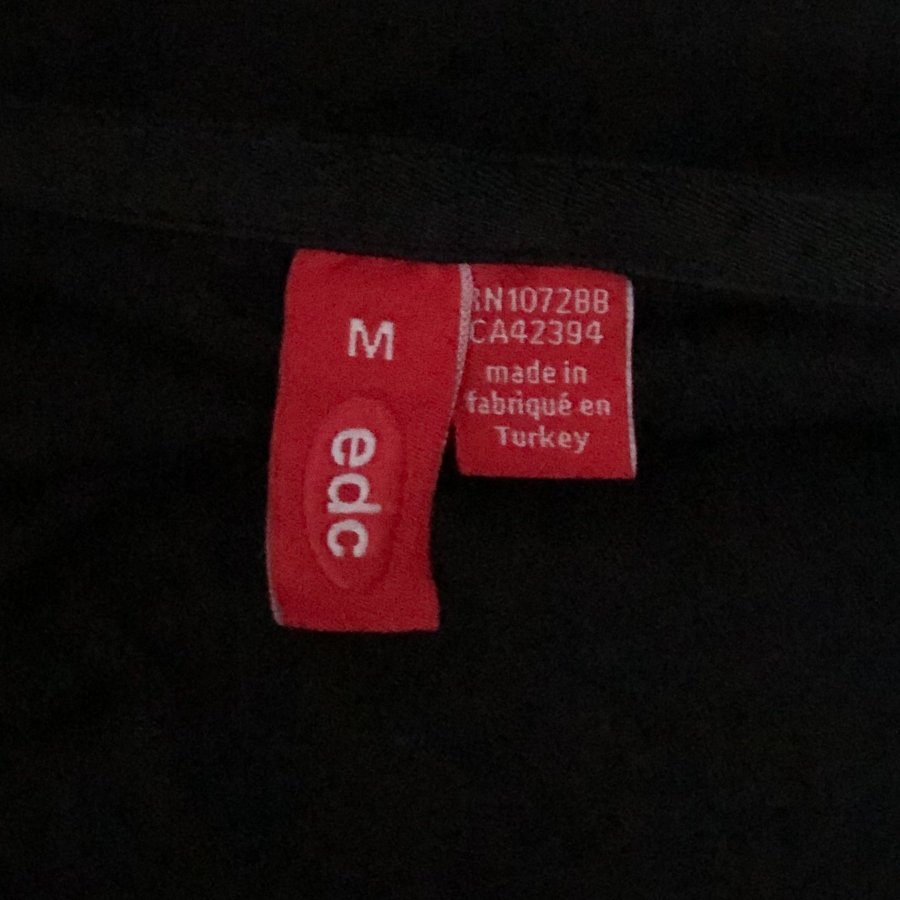 M
edc
RN107288
CA42394
made in
fabriqué en
Turkey